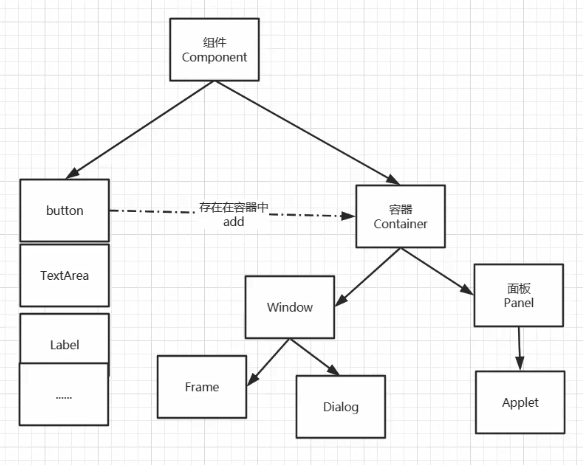 组件
Component
button
存在在容器中
add
容器
Container
TextArea
Window
面板
Panel
Label
Frame
Dialog
Applet
......